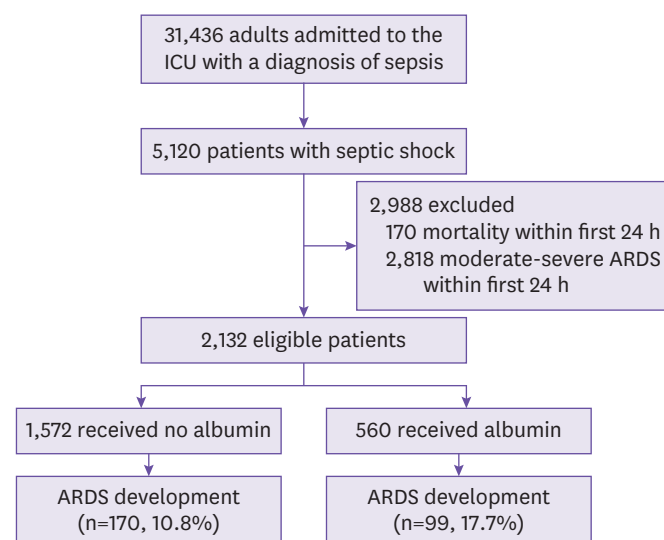 31,436 adults admitted to the
ICU with a diagnosis of sepsis
5,120 patients with septic shock
2,988 excluded
170 mortality within first 24 h
2,818 moderate-severe ARDS
within first 24 h
2,132 eligible patients
1,572 received no albumin
560 received albumin
ARDS development
(n=170, 10.8%)
ARDS development
(n=99, 17.7%)